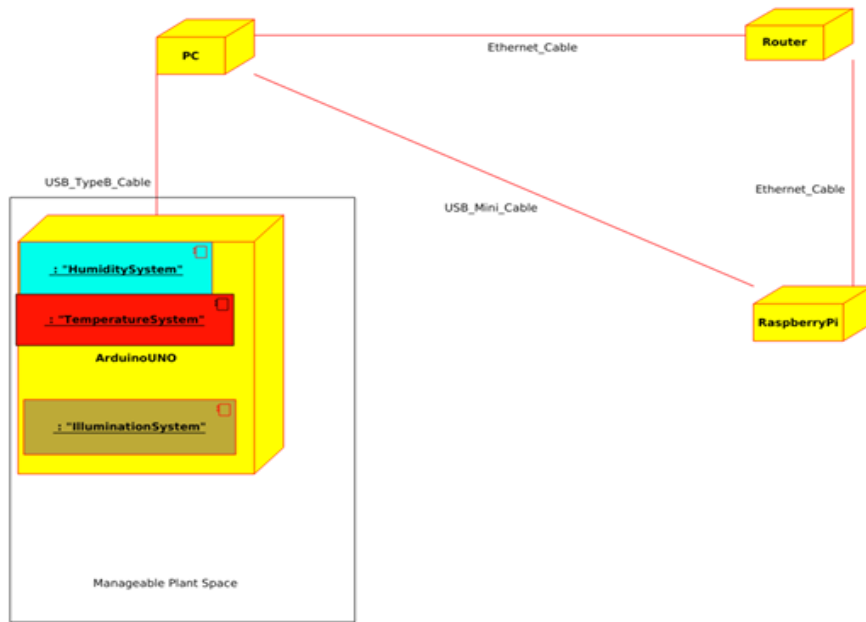 PC
Router
Ethernet_Cable
USB_TypeB_Cable
USB_Mini_Cable
Ethernet_Cable
: "HumiditySystem"
: "TemperatureSystem"
RaspberryPi
ArduinoUNO
: "IlluminationSystem"
Manageable Plant Space